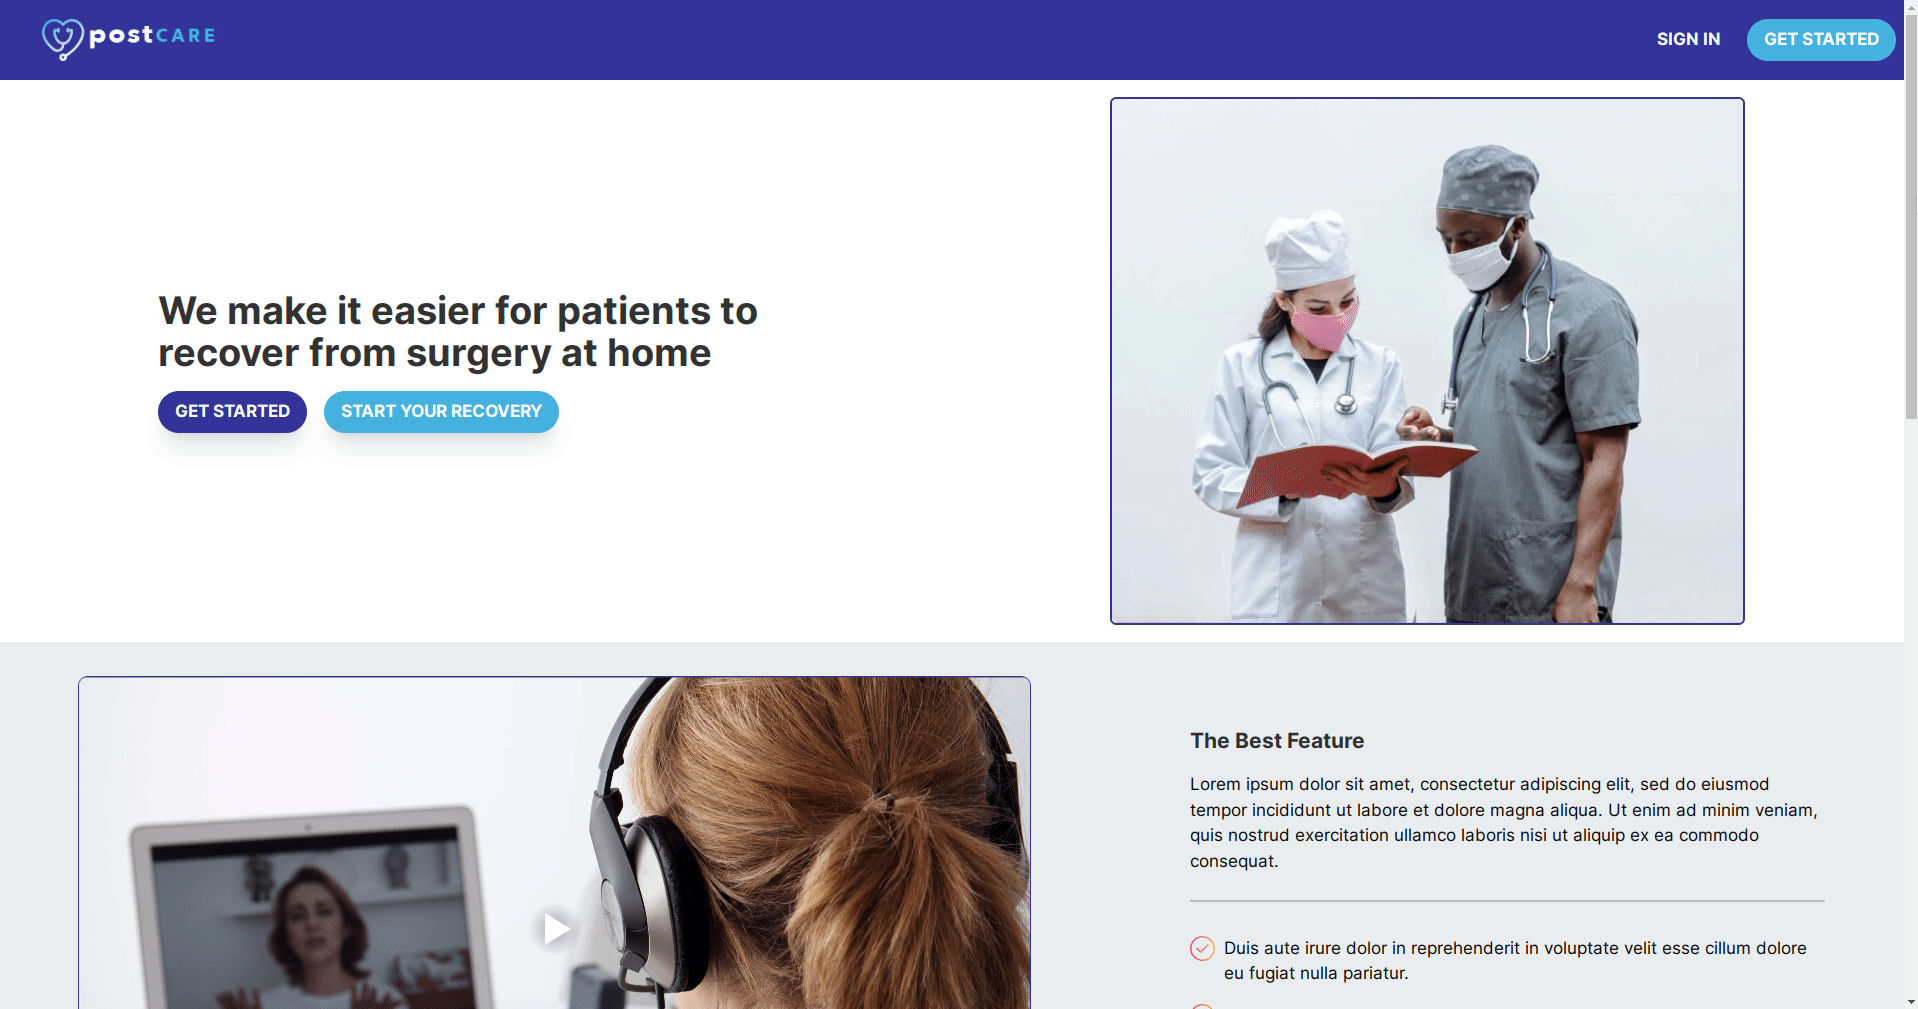 postCARE
SIGN IN
GET STARTED
We make it easier for patients to
recover from surgery at home
GET STARTED
START YOUR RECOVERY
The Best Feature
Lorem ipsum dolor sit amet, consectetur adipiscing elit, sed do eiusmod
tempor incididunt ut labore et dolore magna aliqua. Ut enim ad minim veniam,
quis nostrud exercitation ullamco laboris nisi ut aliquip ex ea commodo
consequat.
Duis aute irure dolor in reprehenderit in voluptate velit esse cillum dolore
eu fugiat nulla pariatur.